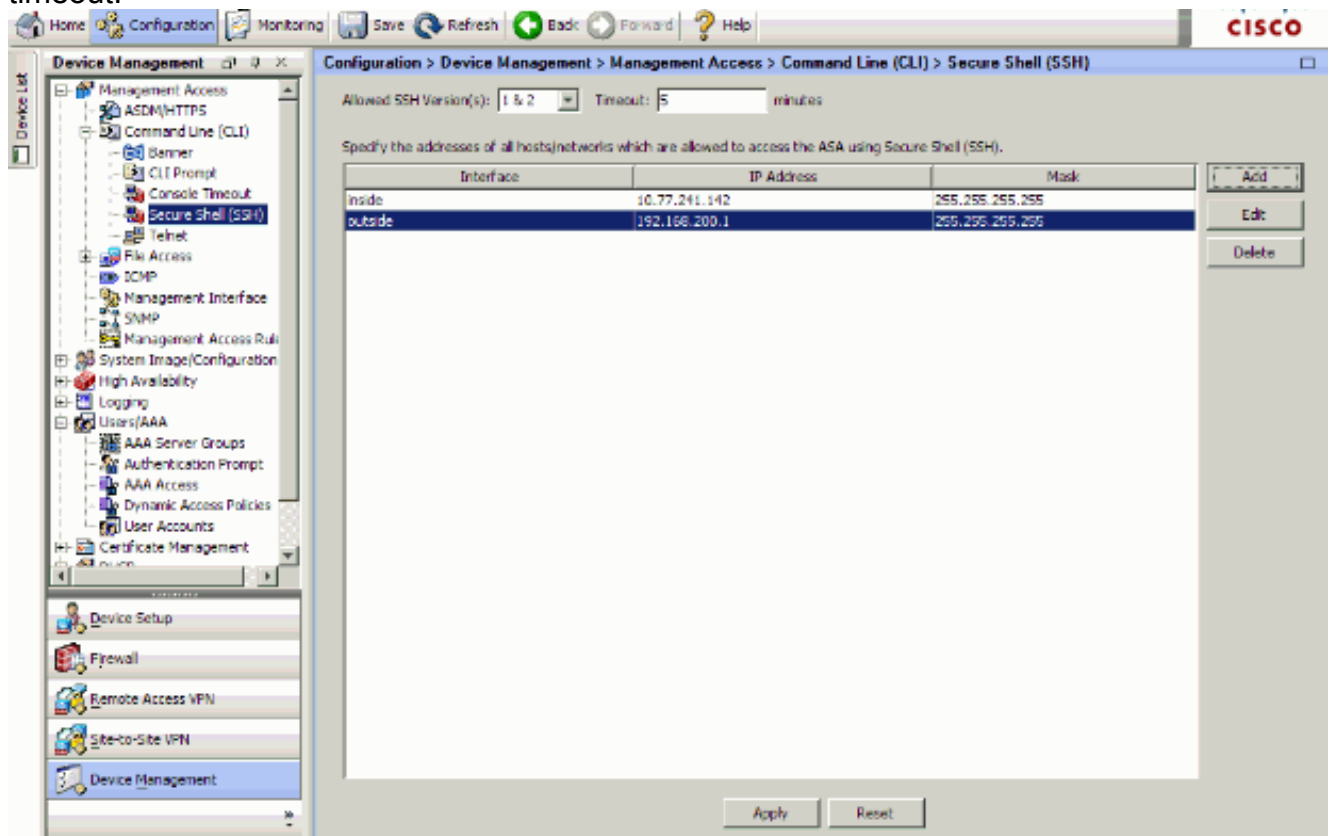 timeout.
Home Configuration Monitoring Save Refresh Back Forward Help
CISCO
Device List
Device Management
Management Access
ASDM/HTTPS
Command Line (CLI)
Banner
CLI Prompt
Console Timeout
Secure Shell (SSH)
Telnet
File Access
ICMP
Management Interface
SNMP
Management Access Rule
System Image/Configuration
High Availability
Logging
Users/AAA
AAA Server Groups
Authentication Prompt
AAA Access
Dynamic Access Policies
User Accounts
Certificate Management
Device Setup
Firewall
Remote Access VPN
Site-to-Site VPN
Device Management
Configuration > Device Management > Management Access > Command Line (CLI) > Secure Shell (SSH)
Allowed SSH Version(s): 1 & 2 Timeout: 5 minutes
Specify the addresses of all hosts/networks which are allowed to access the ASA using Secure Shell (SSH).
Interface IP Address Mask
inside 10.77.241.142 255.255.255.255
outside 192.168.200.1 255.255.255.255
Add
Edit
Delete
Apply Reset